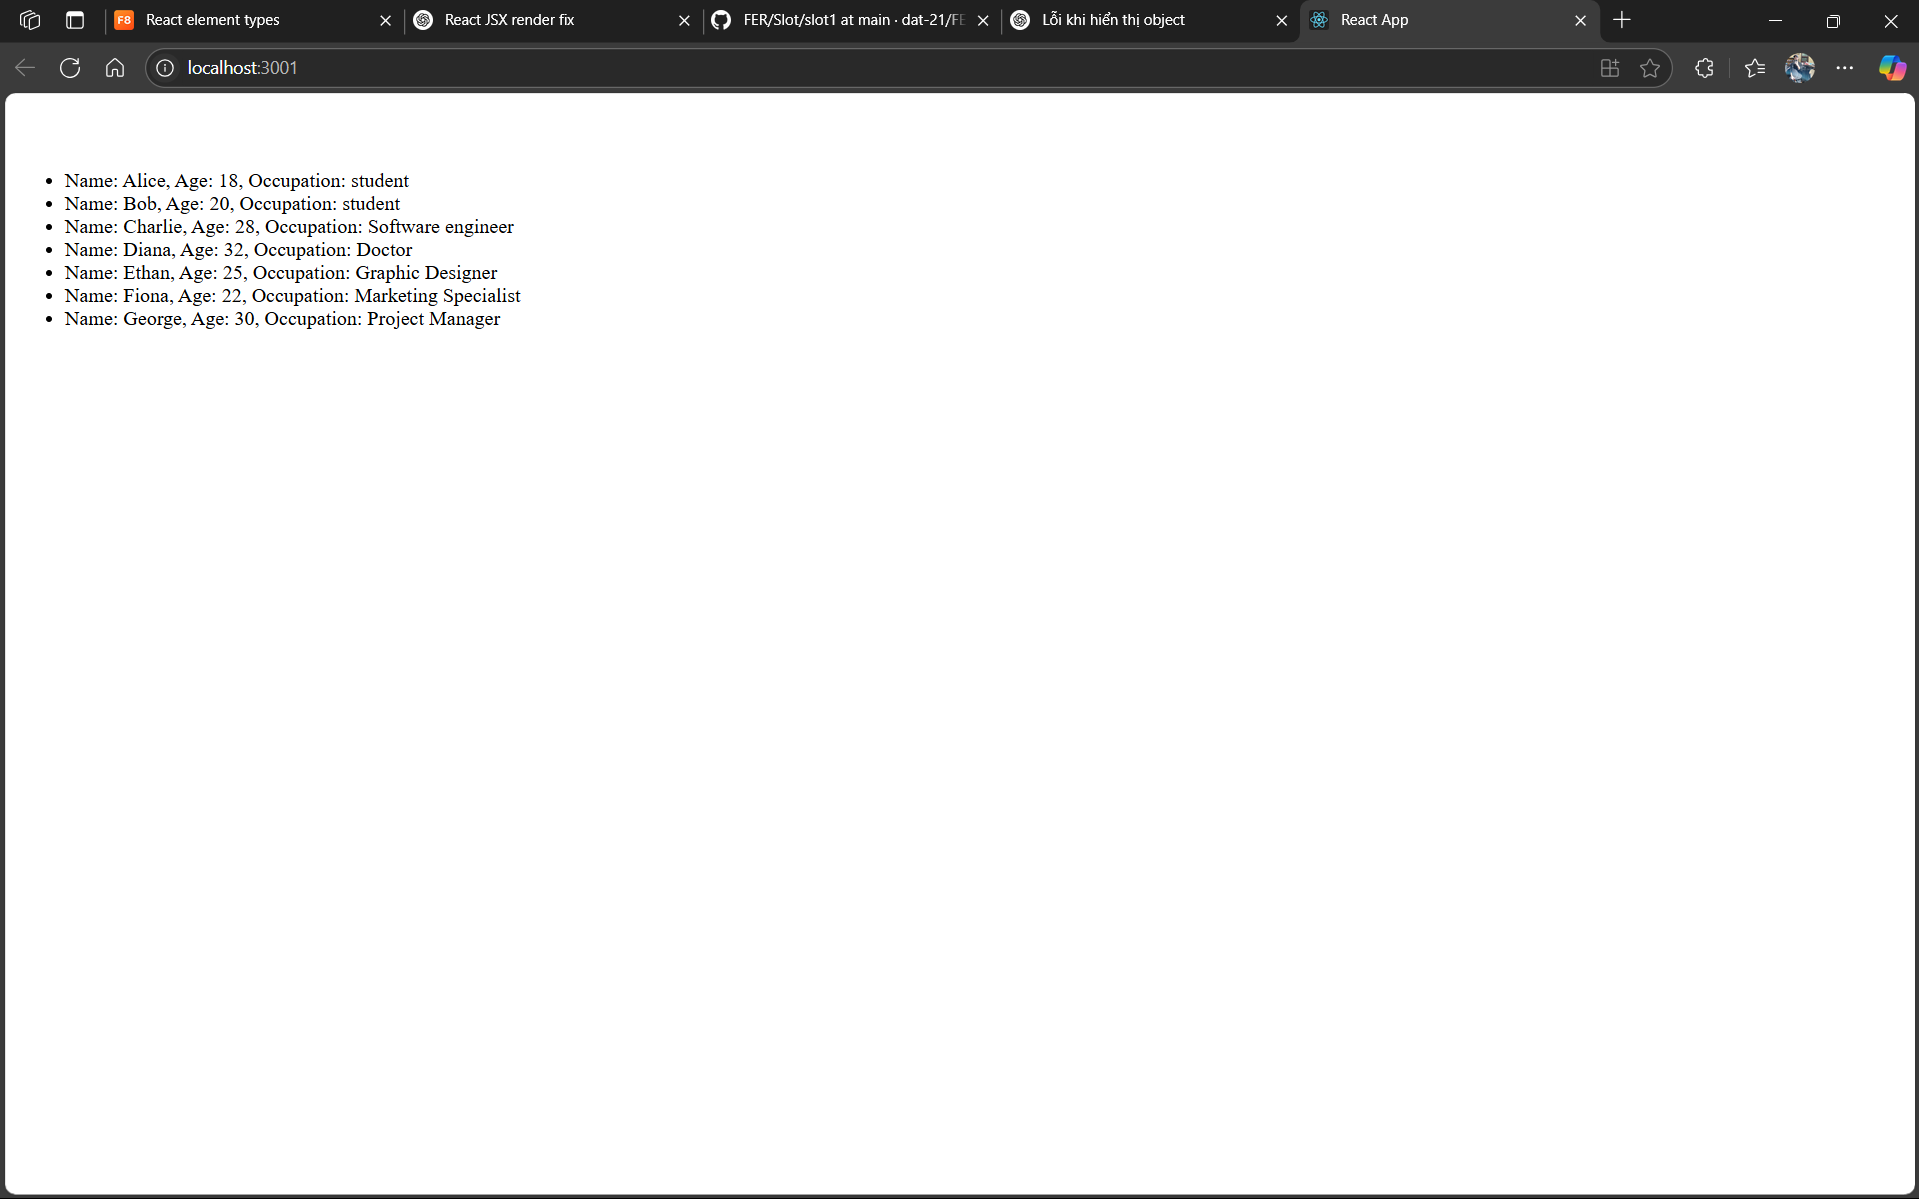 F8 React element types
React JSX render fix
FER/Slot/slot1 at main · dat-21/FE
Lỗi khi hiển thị object
React App
localhost:3001
Name: Alice, Age: 18, Occupation: student
Name: Bob, Age: 20, Occupation: student
Name: Charlie, Age: 28, Occupation: Software engineer
Name: Diana, Age: 32, Occupation: Doctor
Name: Ethan, Age: 25, Occupation: Graphic Designer
Name: Fiona, Age: 22, Occupation: Marketing Specialist
Name: George, Age: 30, Occupation: Project Manager